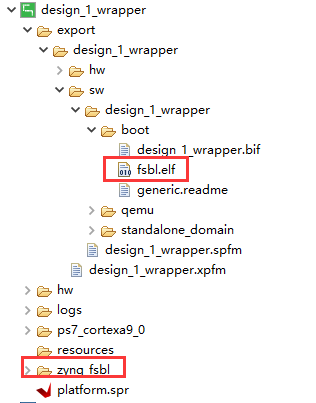 design_1_wrapper
export
design_1_wrapper
hw
sw
design_1_wrapper
boot
design_1_wrapper.bif
fsbl.elf
generic.readme
qemu
standalone_domain
design_1_wrapper.spfm
design_1_wrapper.xpfm
hw
logs
ps7_cortexa9_0
resources
zynq_fsbl
platform.spr